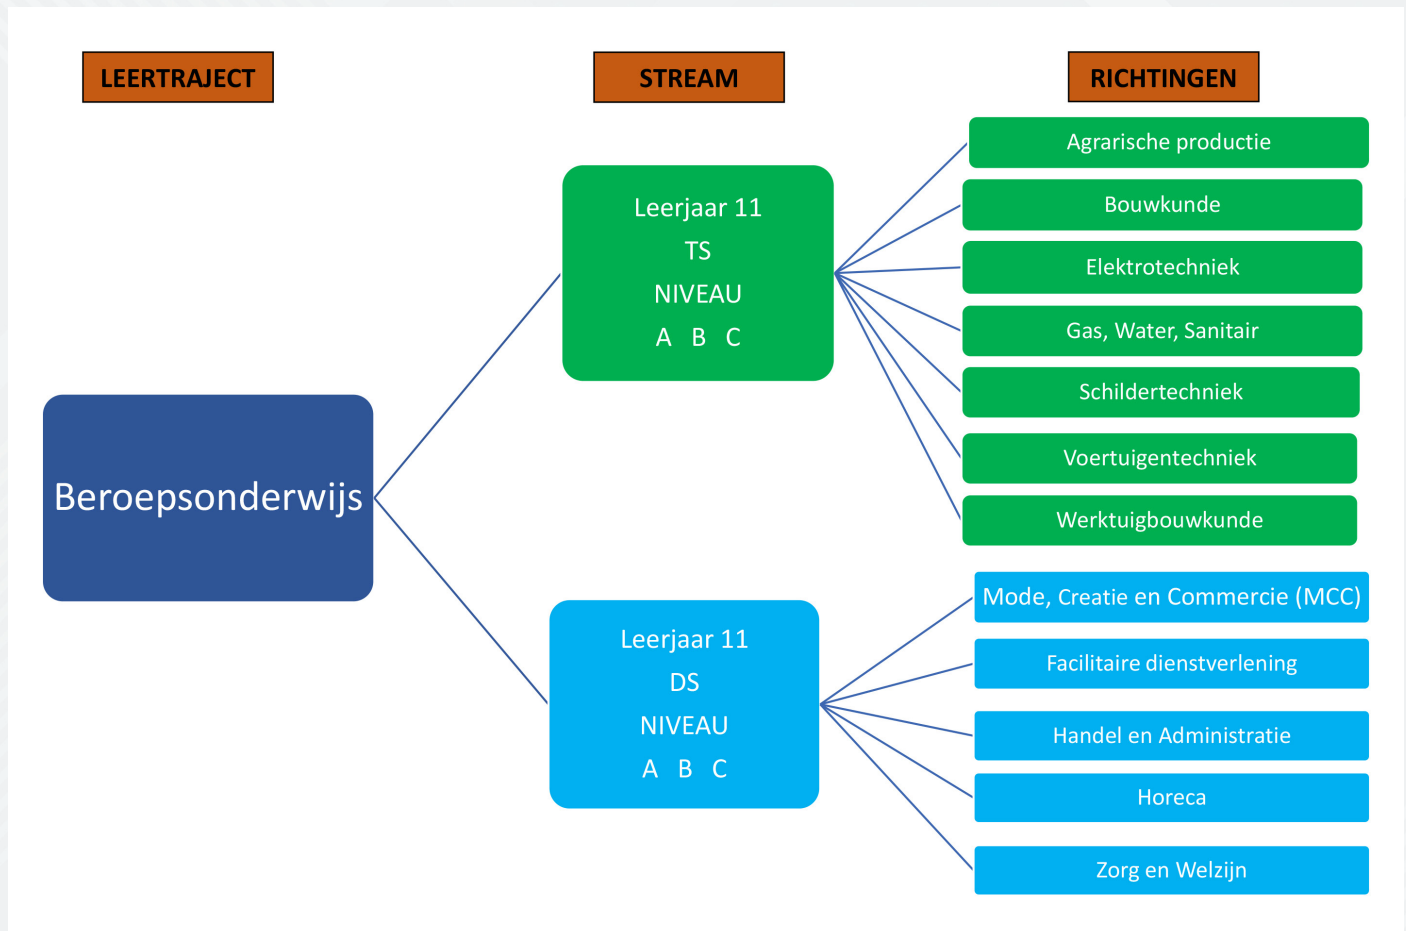 LEERTRAJECT
STREAM
RICHTINGEN
Beroepsonderwijs
Leerjaar 11
TS
NIVEAU
A B C
Agrarische productie
Bouwkunde
Elektrotechniek
Gas, Water, Sanitair
Schildertechniek
Voertuigentechniek
Werktuigbouwkunde
Leerjaar 11
DS
NIVEAU
A B C
Mode, Creatie en Commercie (MCC)
Facilitaire dienstverlening
Handel en Administratie
Horeca
Zorg en Welzijn